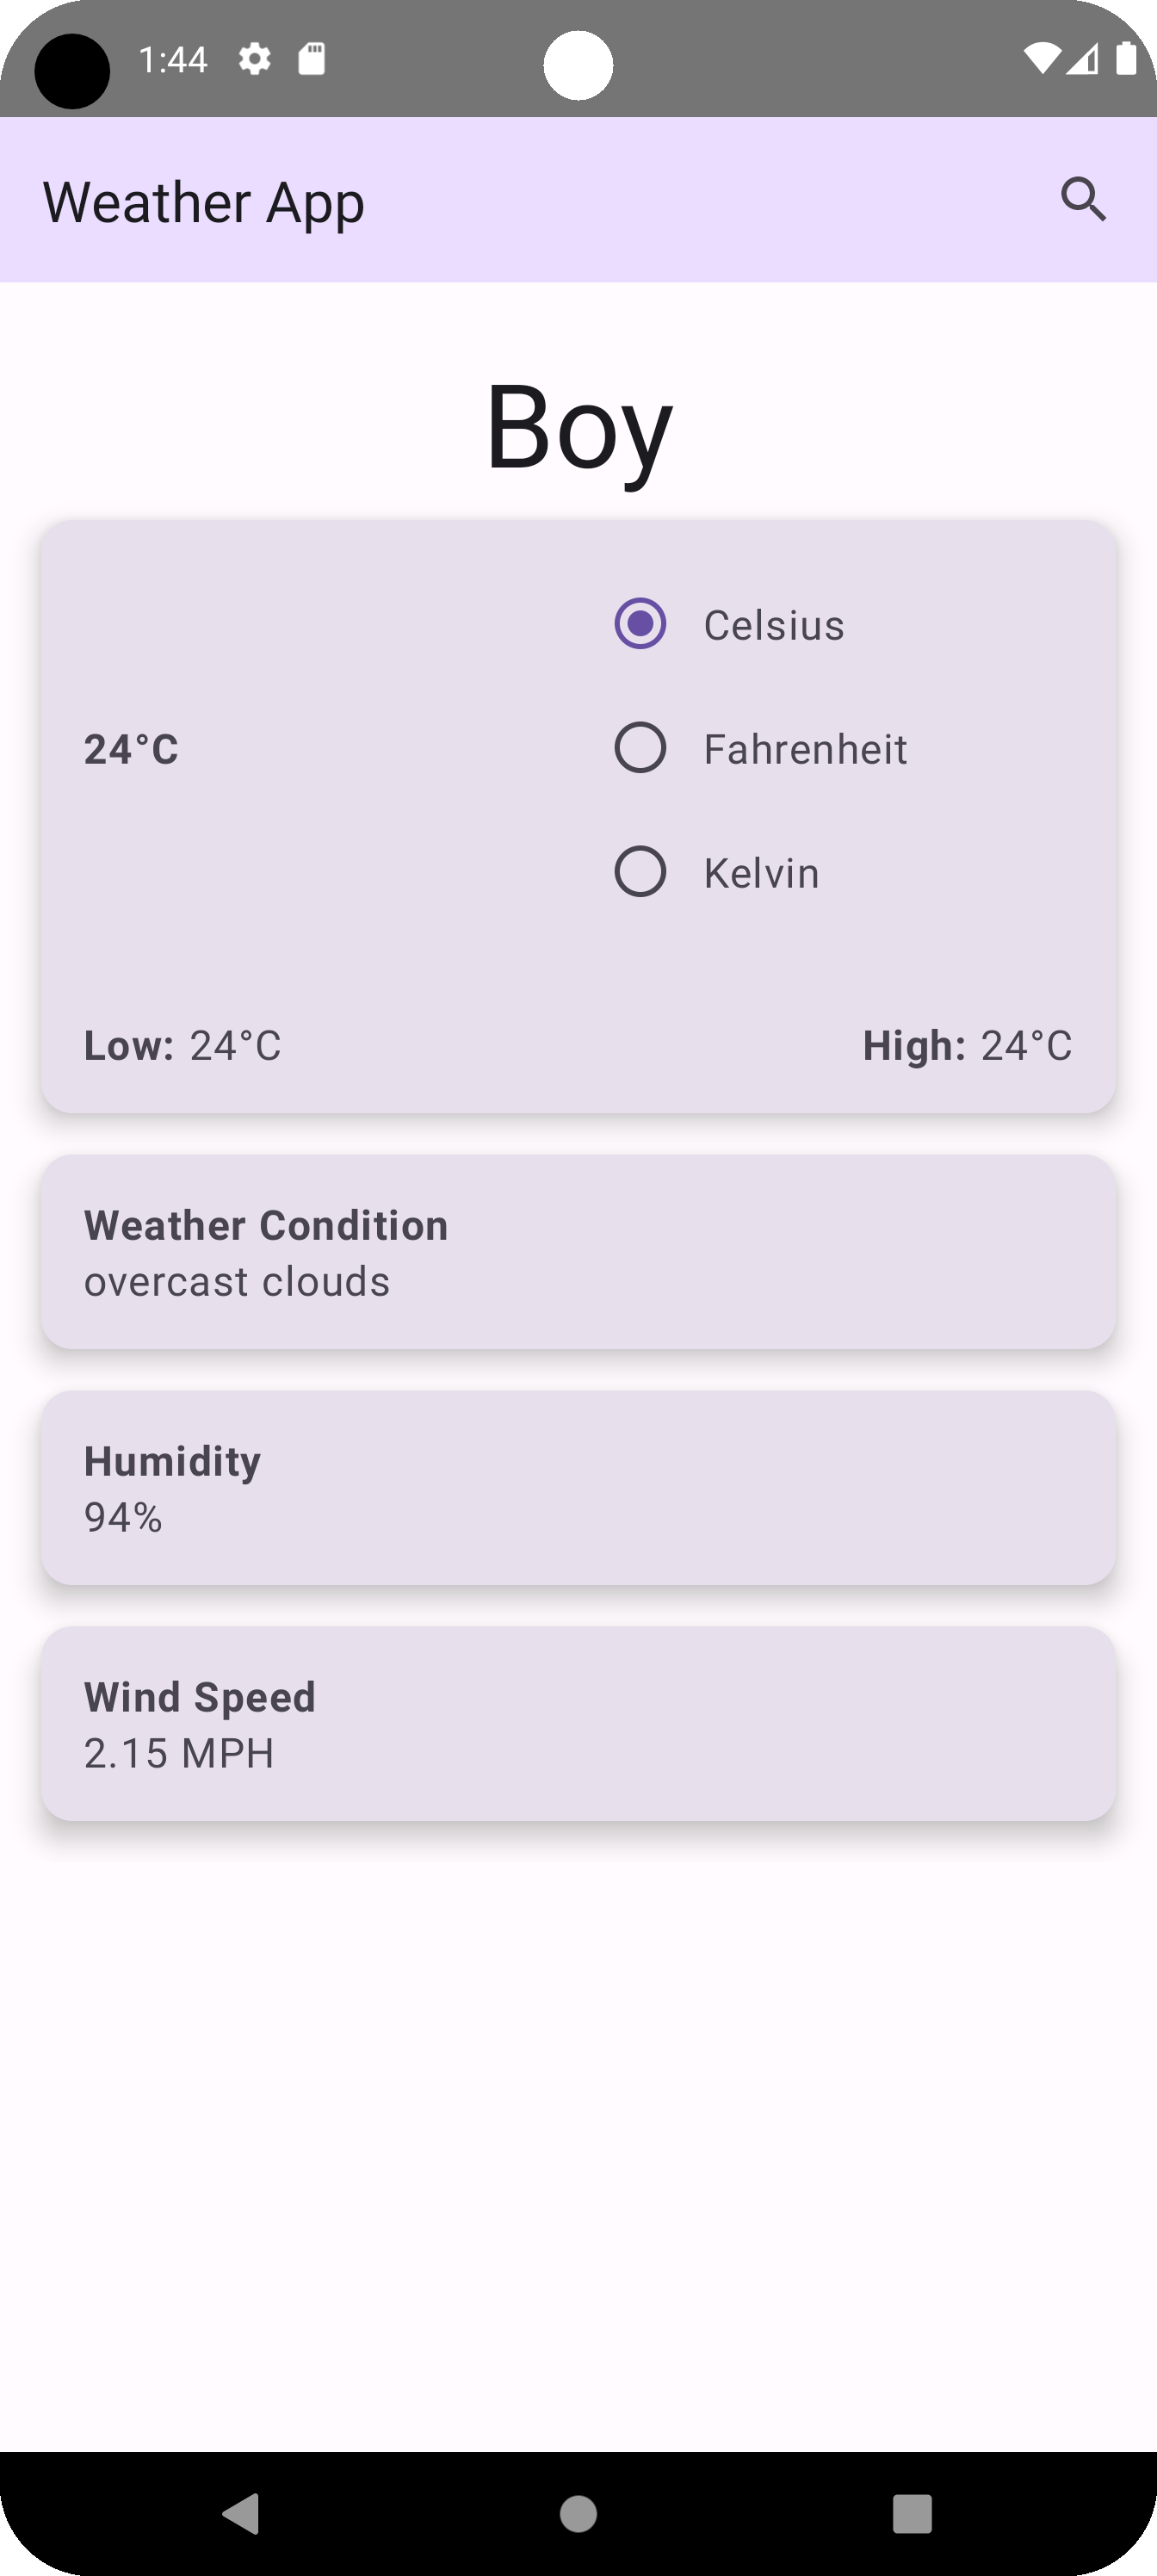 1:44
Weather App
Boy
Celsius
24°C
Fahrenheit
Kelvin
Low: 24°C
High: 24°C
Weather Condition
overcast clouds
Humidity
94%
Wind Speed
2.15 MPH